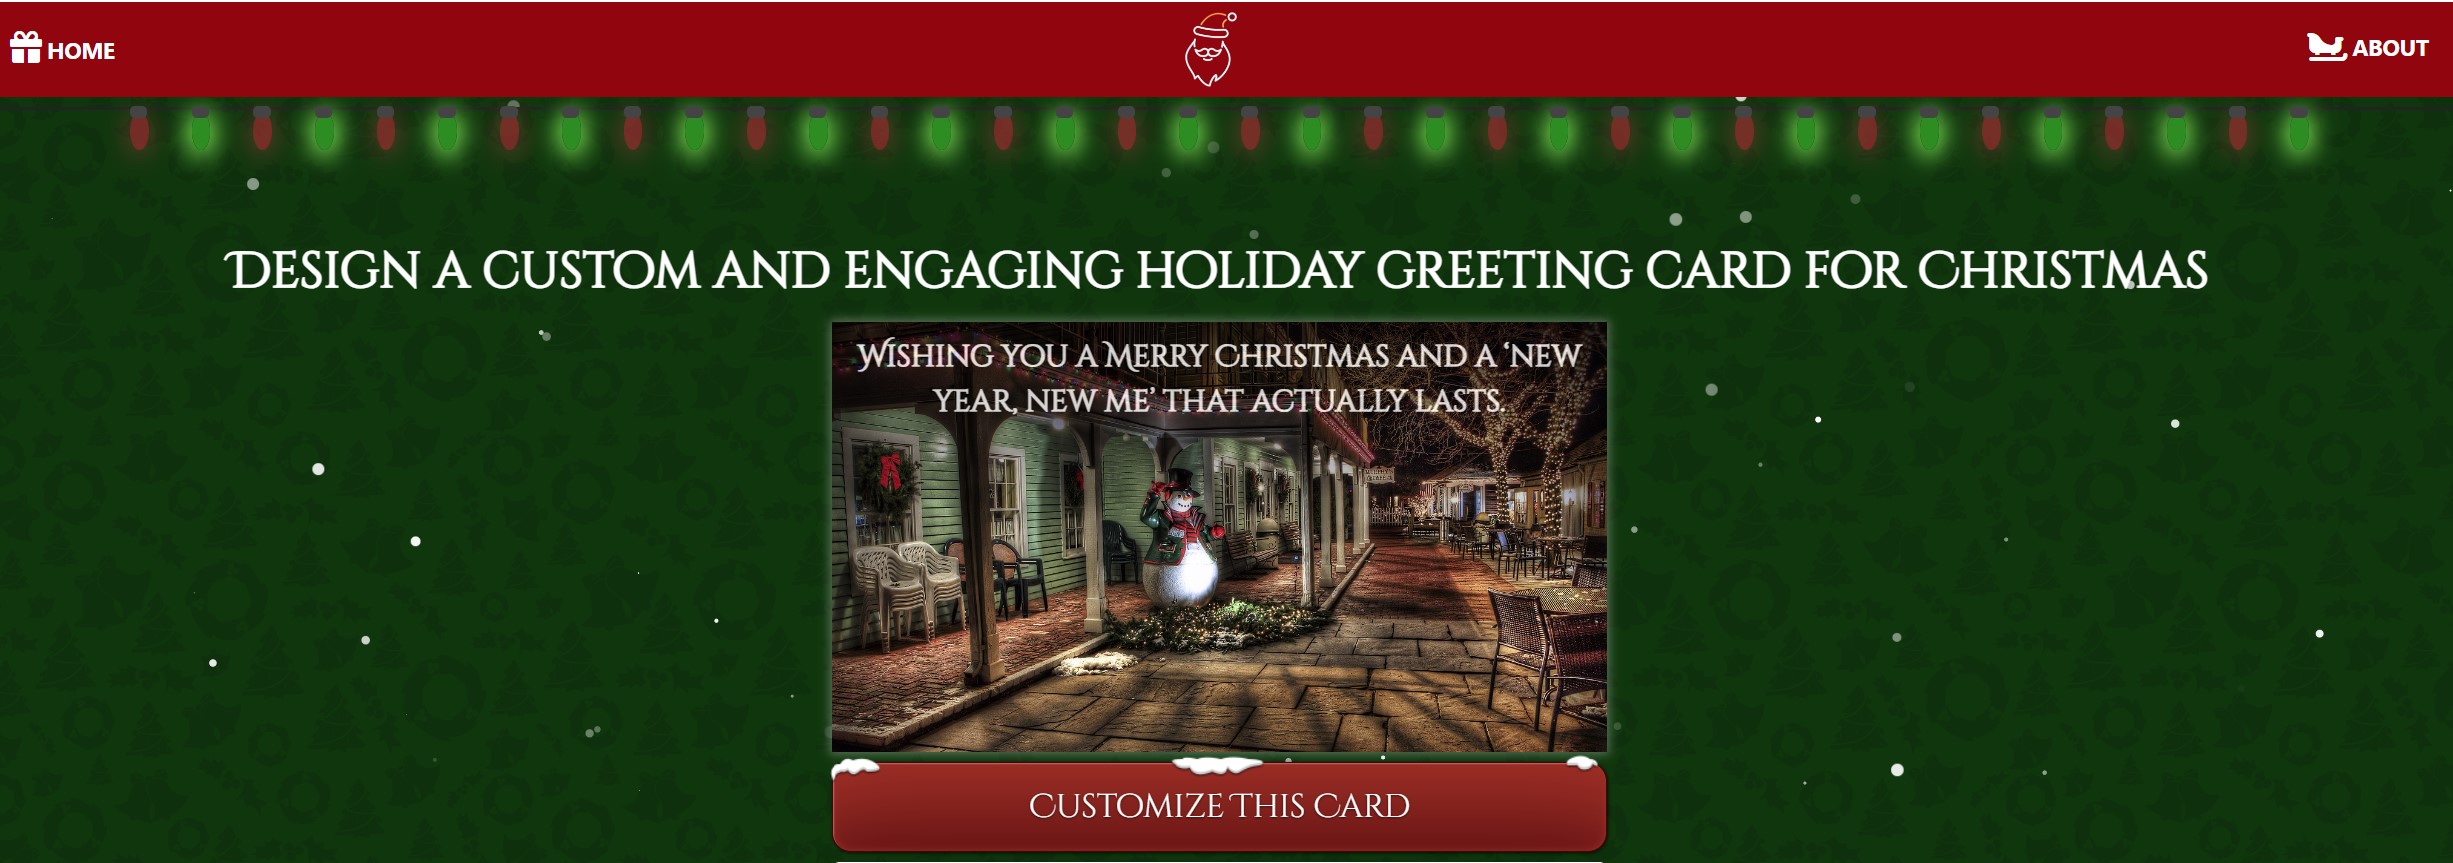 HOME
ABOUT
Design a Custom and Engaging Holiday Greeting Card for Christmas
Wishing you a Merry Christmas and a ‘new
year, new me’ that actually lasts.
Customize This Card